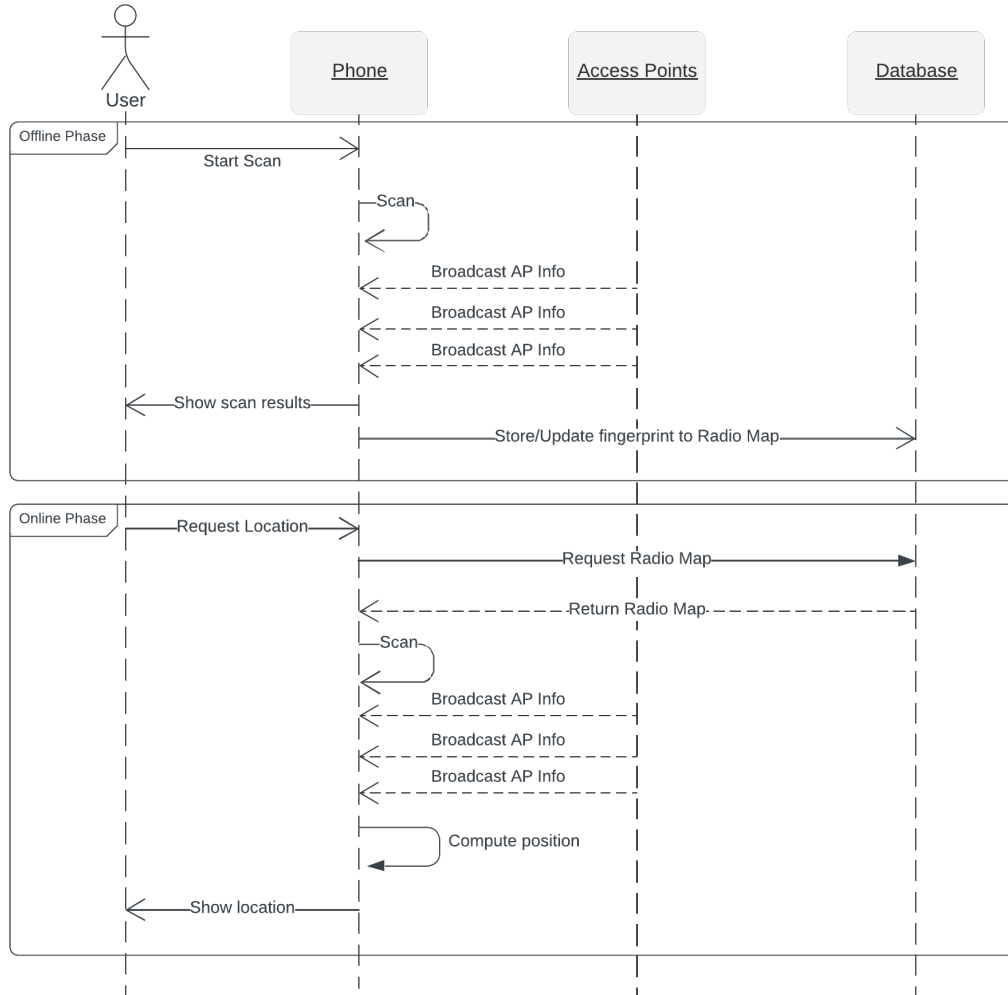 User
Phone
Access Points
Database
Offline Phase
Start Scan
Scan
Broadcast AP Info
Broadcast AP Info
Broadcast AP Info
Show scan results
Store/Update fingerprint to Radio Map
Online Phase
Request Location
Request Radio Map
Return Radio Map
Scan
Broadcast AP Info
Broadcast AP Info
Broadcast AP Info
Compute position
Show location